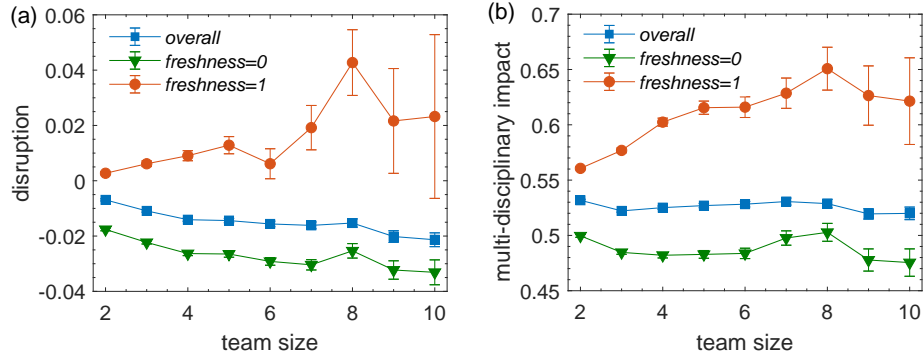 (a)
0.06
0.04
0.02
0
-0.02
-0.04
disruption
overall
freshness=0
freshness=1
2
4
6
8
10
team size
(b)
0.7
0.65
0.6
0.55
0.5
0.45
multi-disciplinary impact
overall
freshness=0
freshness=1
2
4
6
8
10
team size